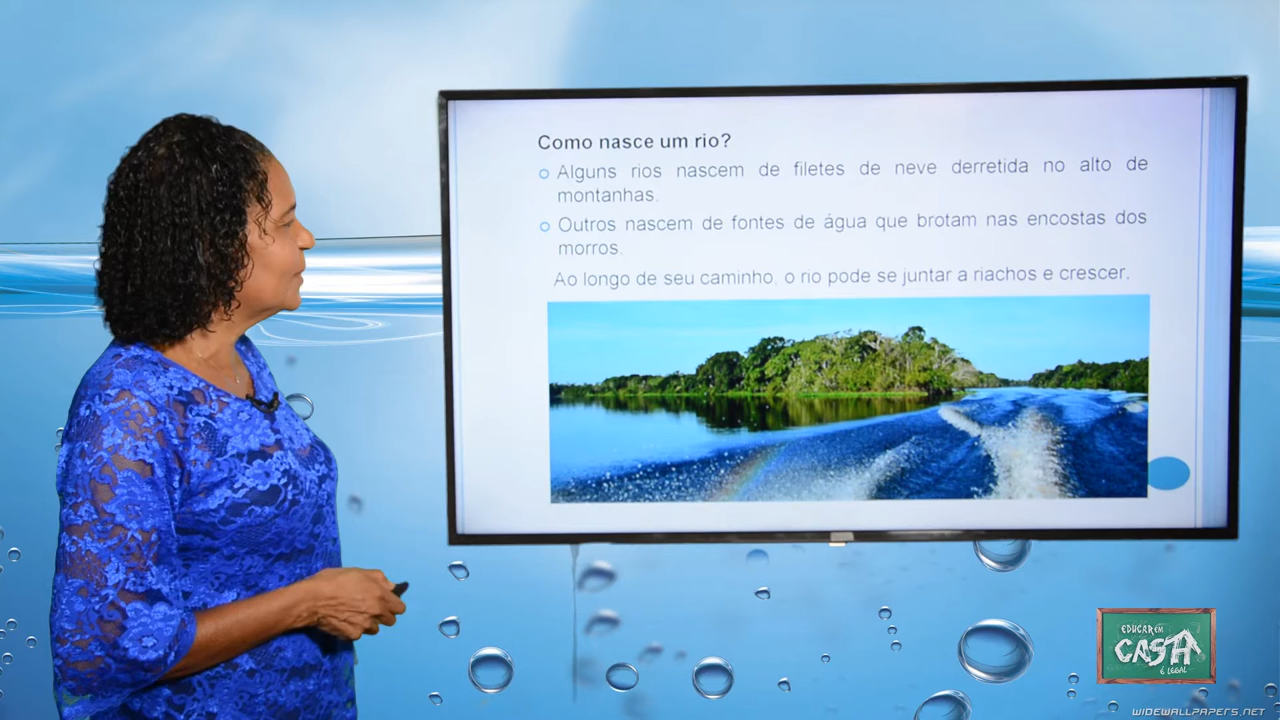 Como nasce um rio?
Alguns rios nascem de filetes de neve derretida no alto de
montanhas.
Outros nascem de fontes de água que brotam nas encostas dos
morros.
Ao longo de seu caminho, o rio pode se juntar a riachos e crescer.
EDUCAR EM
CASA
É LEGAL
WIDEWALLPAPERS.NET